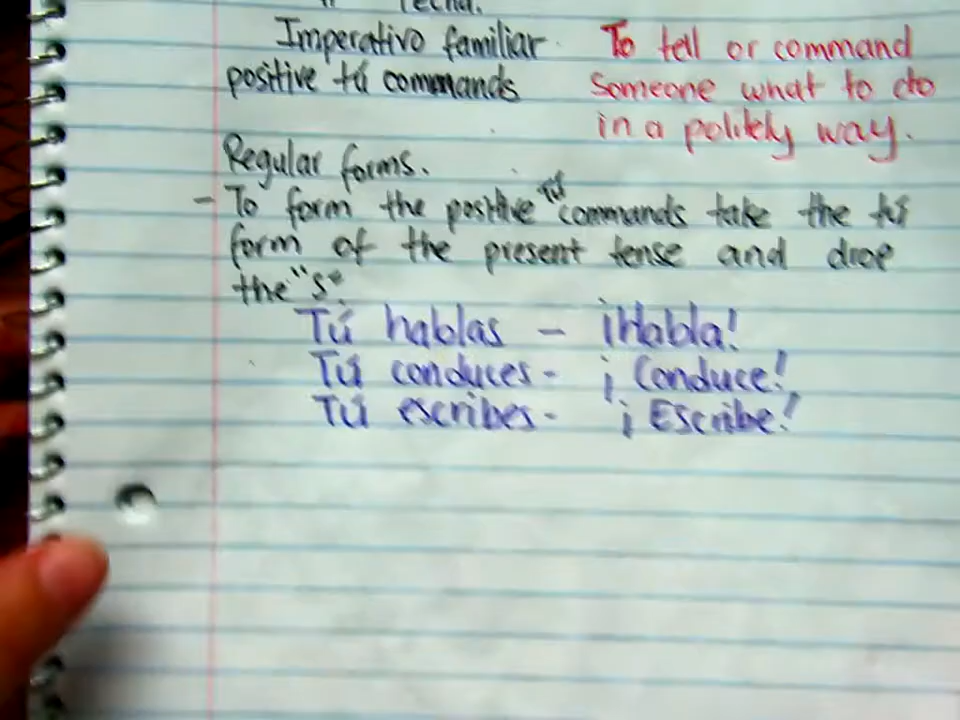 fecha.
Imperativo familiar To tell or command
positive tú commands someone what to do
in a politely way.
Regular forms.
- To form the positive Tú commands take the tú
form of the present tense and drop
the "s".
Tú hablas - ¡Habla!
Tú conduces - ¡Conduce!
Tú escribes - ¡Escribe!